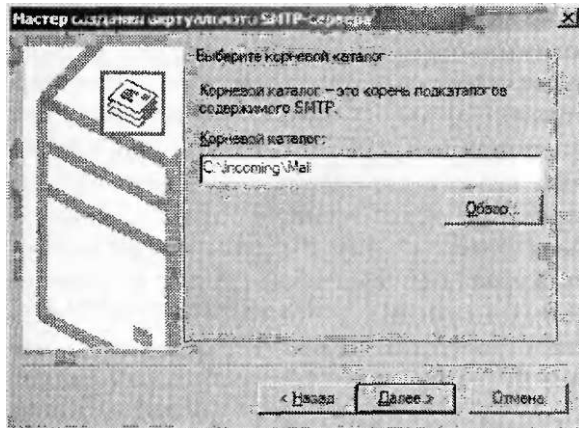 Мастер создания виртуального SMTP-сервера
Выберите корневой каталог
Корневой каталог - это корень подкаталогов
содержимого SMTP.
Корневой каталог:
C:\Incoming\Mail
Обзор...
< Назад
Далее >
Отмена